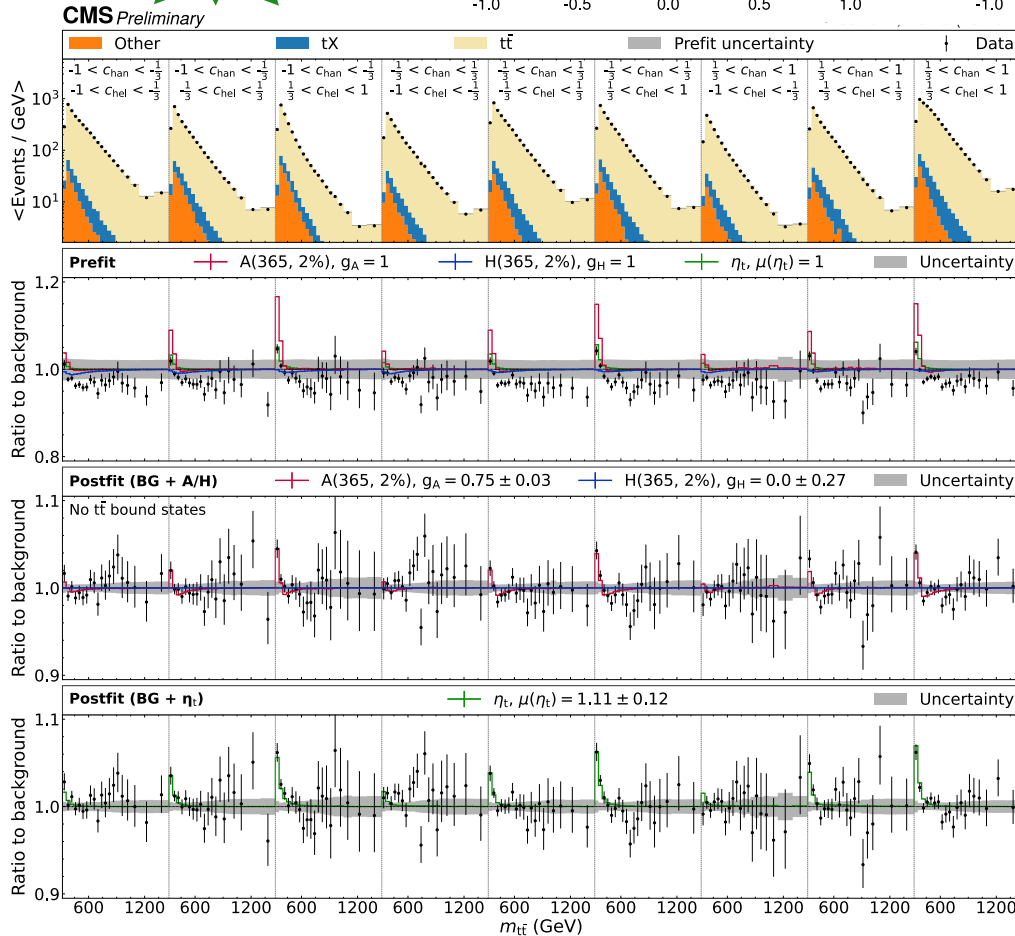 -1.0 -0.5 0.0 0.5 1.0 -1.0
CMS Preliminary
Other tX tt̄ Prefit uncertainty Data
-1 < c_han < -1/3 -1 < c_han < -1/3 -1 < c_han < -1/3 -1/3 < c_han < 1/3 -1/3 < c_han < 1/3 -1/3 < c_han < 1/3 1/3 < c_han < 1 1/3 < c_han < 1 1/3 < c_han < 1
-1 < c_hel < -1/3 -1/3 < c_hel < 1/3 1/3 < c_hel < 1 -1 < c_hel < -1/3 -1/3 < c_hel < 1/3 1/3 < c_hel < 1 -1 < c_hel < -1/3 -1/3 < c_hel < 1/3 1/3 < c_hel < 1
<Events / GeV>
10³
10²
10¹
Prefit A(365, 2%), g_A = 1 H(365, 2%), g_H = 1 η_t, μ(η_t) = 1 Uncertainty
Ratio to background
1.2
1.0
0.8
Postfit (BG + A/H) A(365, 2%), g_A = 0.75 ± 0.03 H(365, 2%), g_H = 0.0 ± 0.27 Uncertainty
No tt̄ bound states
Ratio to background
1.1
1.0
0.9
Postfit (BG + η_t) η_t, μ(η_t) = 1.11 ± 0.12 Uncertainty
Ratio to background
1.1
1.0
0.9
600 1200 600 1200 600 1200 600 1200 600 1200 600 1200 600 1200 600 1200 600 1200
m_tt̄ (GeV)